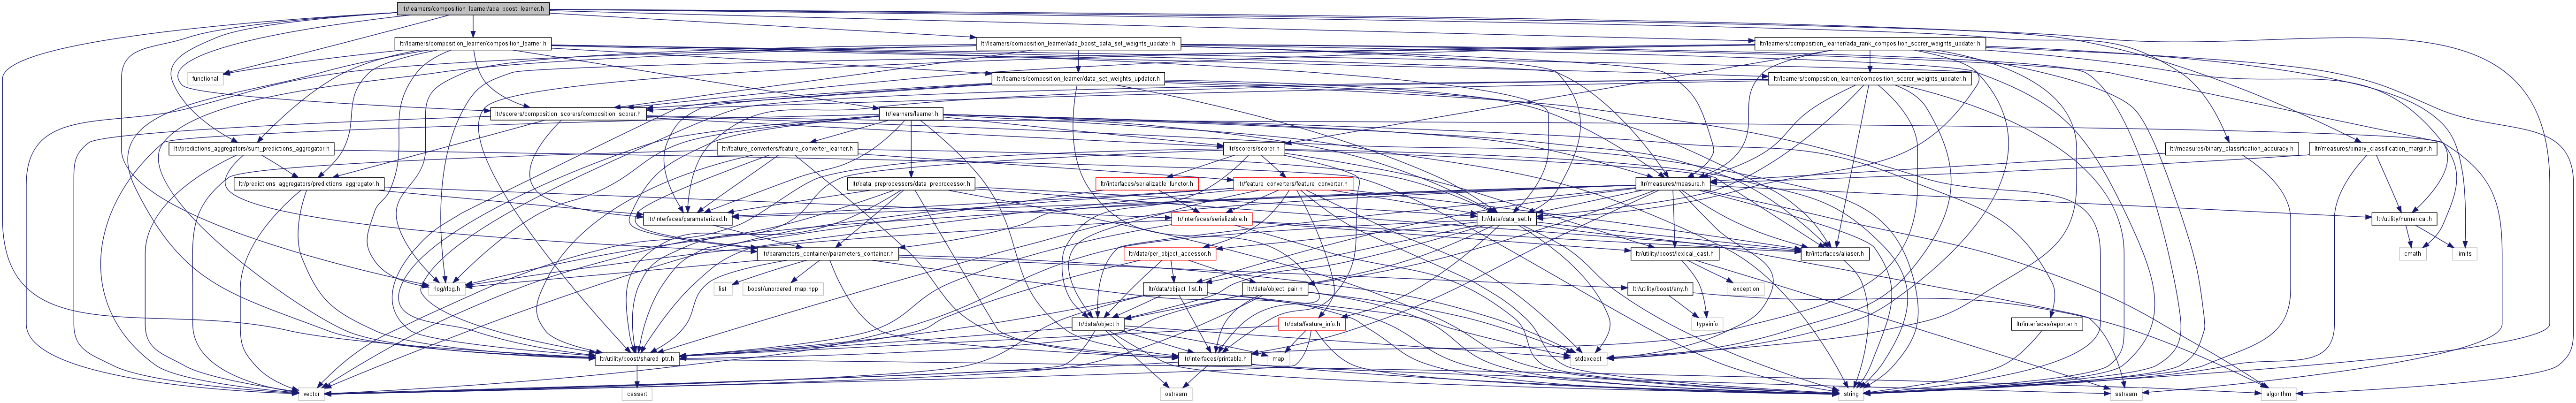 ltr/learners/composition_learner/ada_boost_learner.h
ltr/learners/composition_learner/composition_learner.h
ltr/learners/composition_learner/ada_boost_data_set_weights_updater.h
ltr/learners/composition_learner/ada_rank_composition_scorer_weights_updater.h
functional
ltr/learners/composition_learner/data_set_weights_updater.h
ltr/learners/composition_learner/composition_scorer_weights_updater.h
ltr/scorers/composition_scorers/composition_scorer.h
ltr/learners/learner.h
ltr/predictions_aggregators/sum_predictions_aggregator.h
ltr/feature_converters/feature_converter_learner.h
ltr/scorers/scorer.h
ltr/measures/binary_classification_accuracy.h
ltr/measures/binary_classification_margin.h
ltr/predictions_aggregators/predictions_aggregator.h
ltr/data_preprocessors/data_preprocessor.h
ltr/interfaces/serializable_functor.h
ltr/feature_converters/feature_converter.h
ltr/measures/measure.h
ltr/interfaces/parameterized.h
ltr/interfaces/serializable.h
ltr/data/data_set.h
ltr/utility/numerical.h
ltr/parameters_container/parameters_container.h
ltr/data/per_object_accessor.h
ltr/utility/boost/lexical_cast.h
ltr/interfaces/aliaser.h
cmath
limits
rlog/rlog.h
list
boost/unordered_map.hpp
ltr/data/object_list.h
ltr/data/object_pair.h
ltr/utility/boost/any.h
exception
ltr/data/object.h
ltr/data/feature_info.h
typeinfo
ltr/interfaces/reporter.h
ltr/utility/boost/shared_ptr.h
ltr/interfaces/printable.h
map
stdexcept
vector
cassert
ostream
string
sstream
algorithm